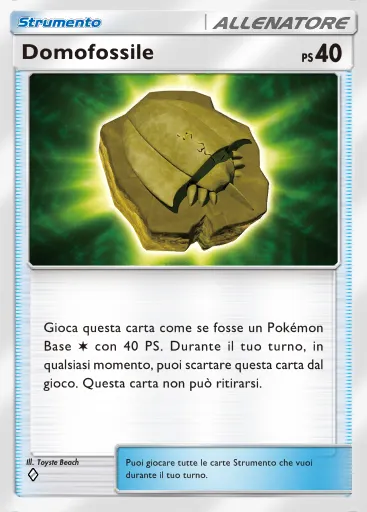 Strumento
ALLENATORE
Domofossile
PS 40
Gioca questa carta come se fosse un Pokémon
Base ✶ con 40 PS. Durante il tuo turno, in
qualsiasi momento, puoi scartare questa carta dal
gioco. Questa carta non può ritirarsi.
Ill. Toyste Beach
Puoi giocare tutte le carte Strumento che vuoi
durante il tuo turno.